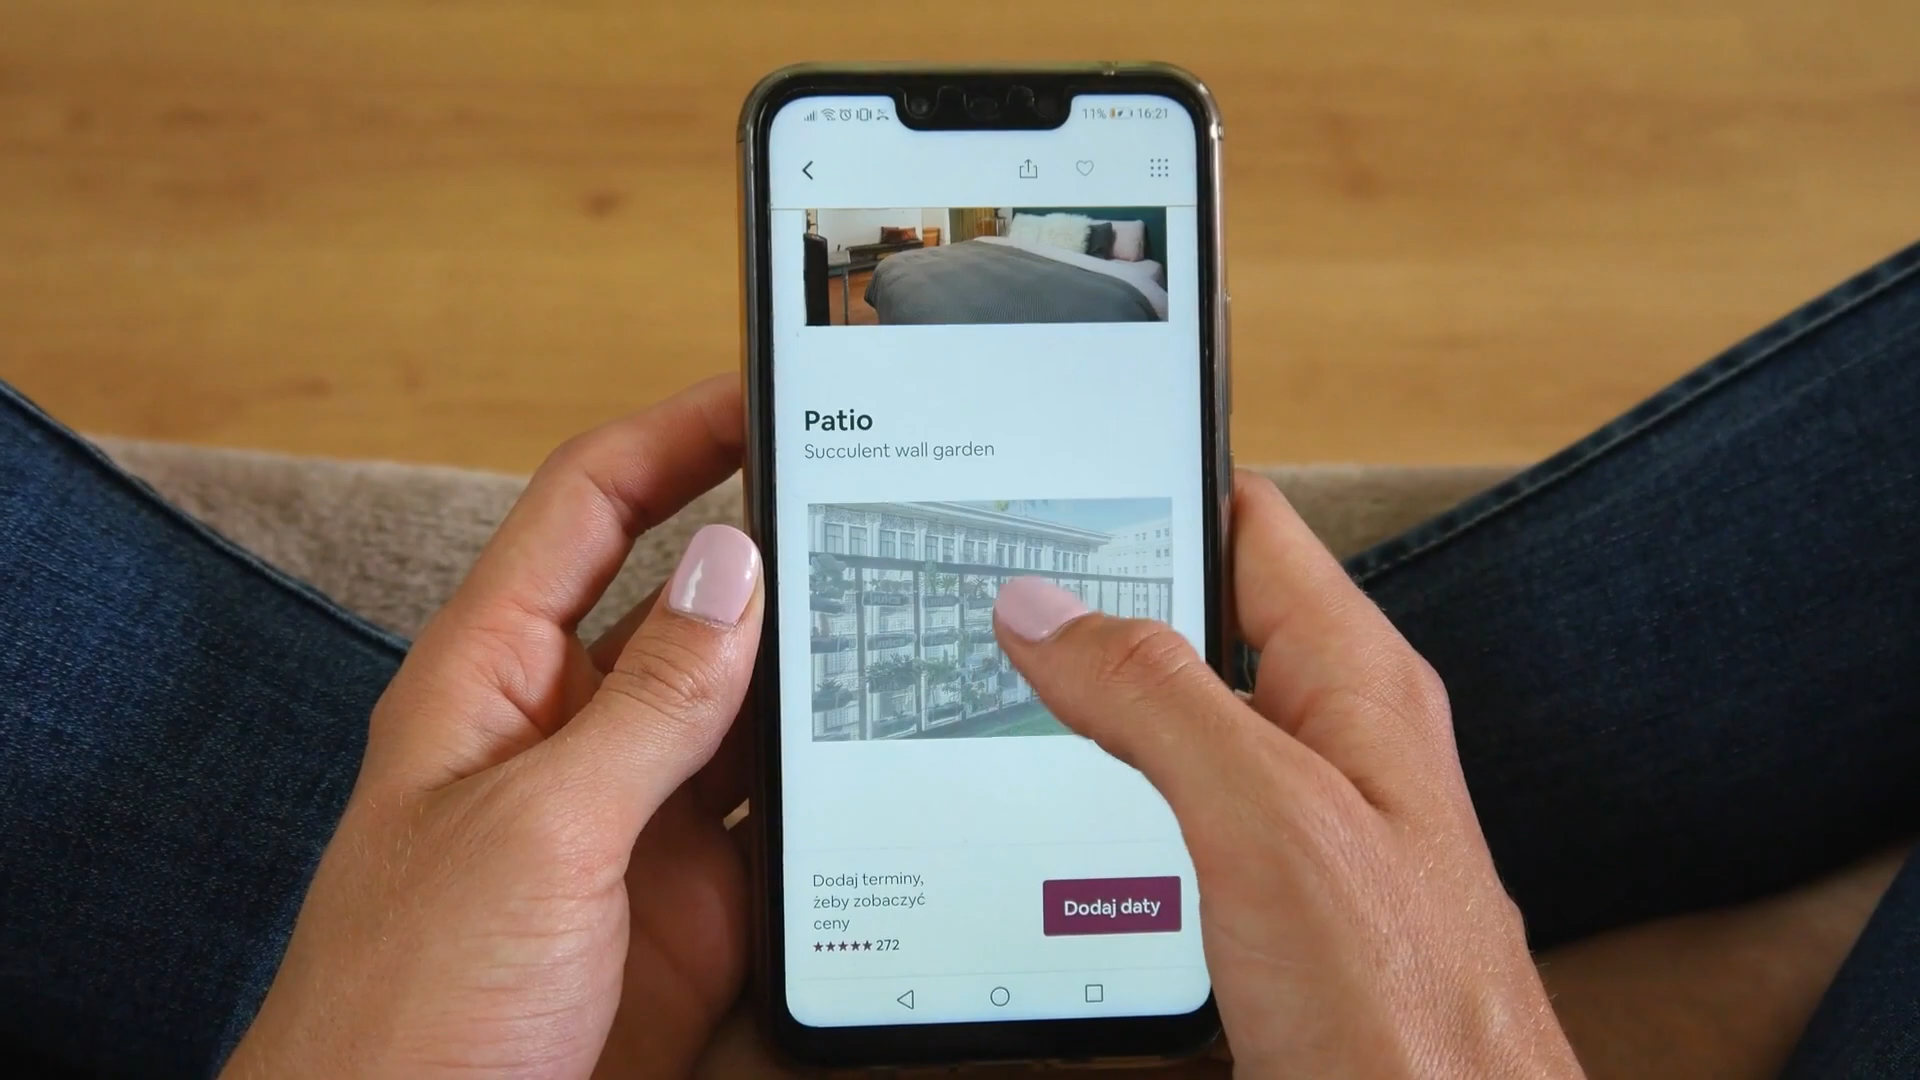 11% 16:21
Patio
Succulent wall garden
Dodaj terminy,
żeby zobaczyć
ceny
★★★★★ 272
Dodaj daty